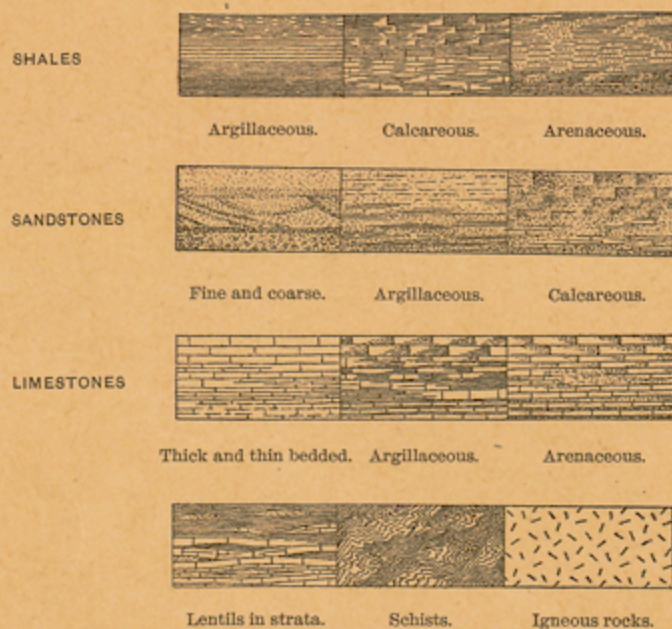 SHALES
Argillaceous. Calcareous. Arenaceous.
SANDSTONES
Fine and coarse. Argillaceous. Calcareous.
LIMESTONES
Thick and thin bedded. Argillaceous. Arenaceous.
Lentils in strata. Schists. Igneous rocks.